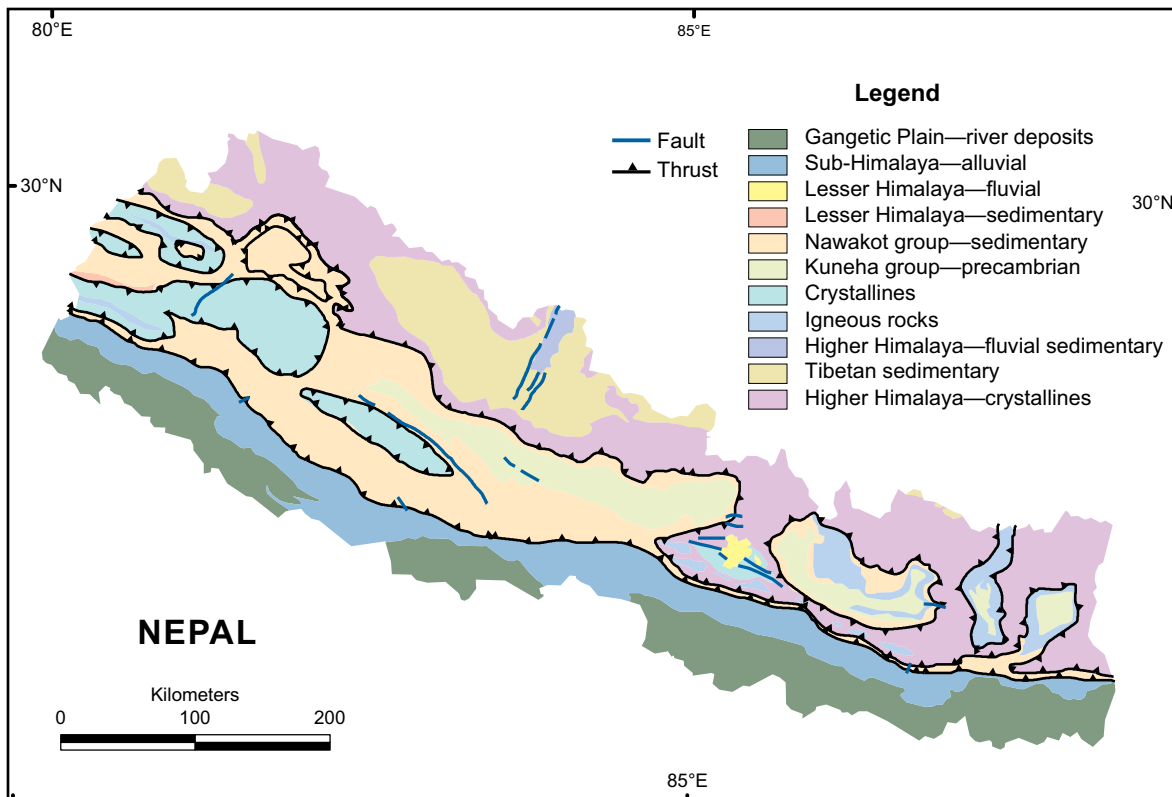 80°E
85°E
Legend
Fault
Thrust
Gangetic Plain—river deposits
Sub-Himalaya—alluvial
Lesser Himalaya—fluvial
Lesser Himalaya—sedimentary
Nawakot group—sedimentary
Kuneha group—precambrian
Crystallines
Igneous rocks
Higher Himalaya—fluvial sedimentary
Tibetan sedimentary
Higher Himalaya—crystallines
30°N
30°N
NEPAL
Kilometers
0 100 200
85°E